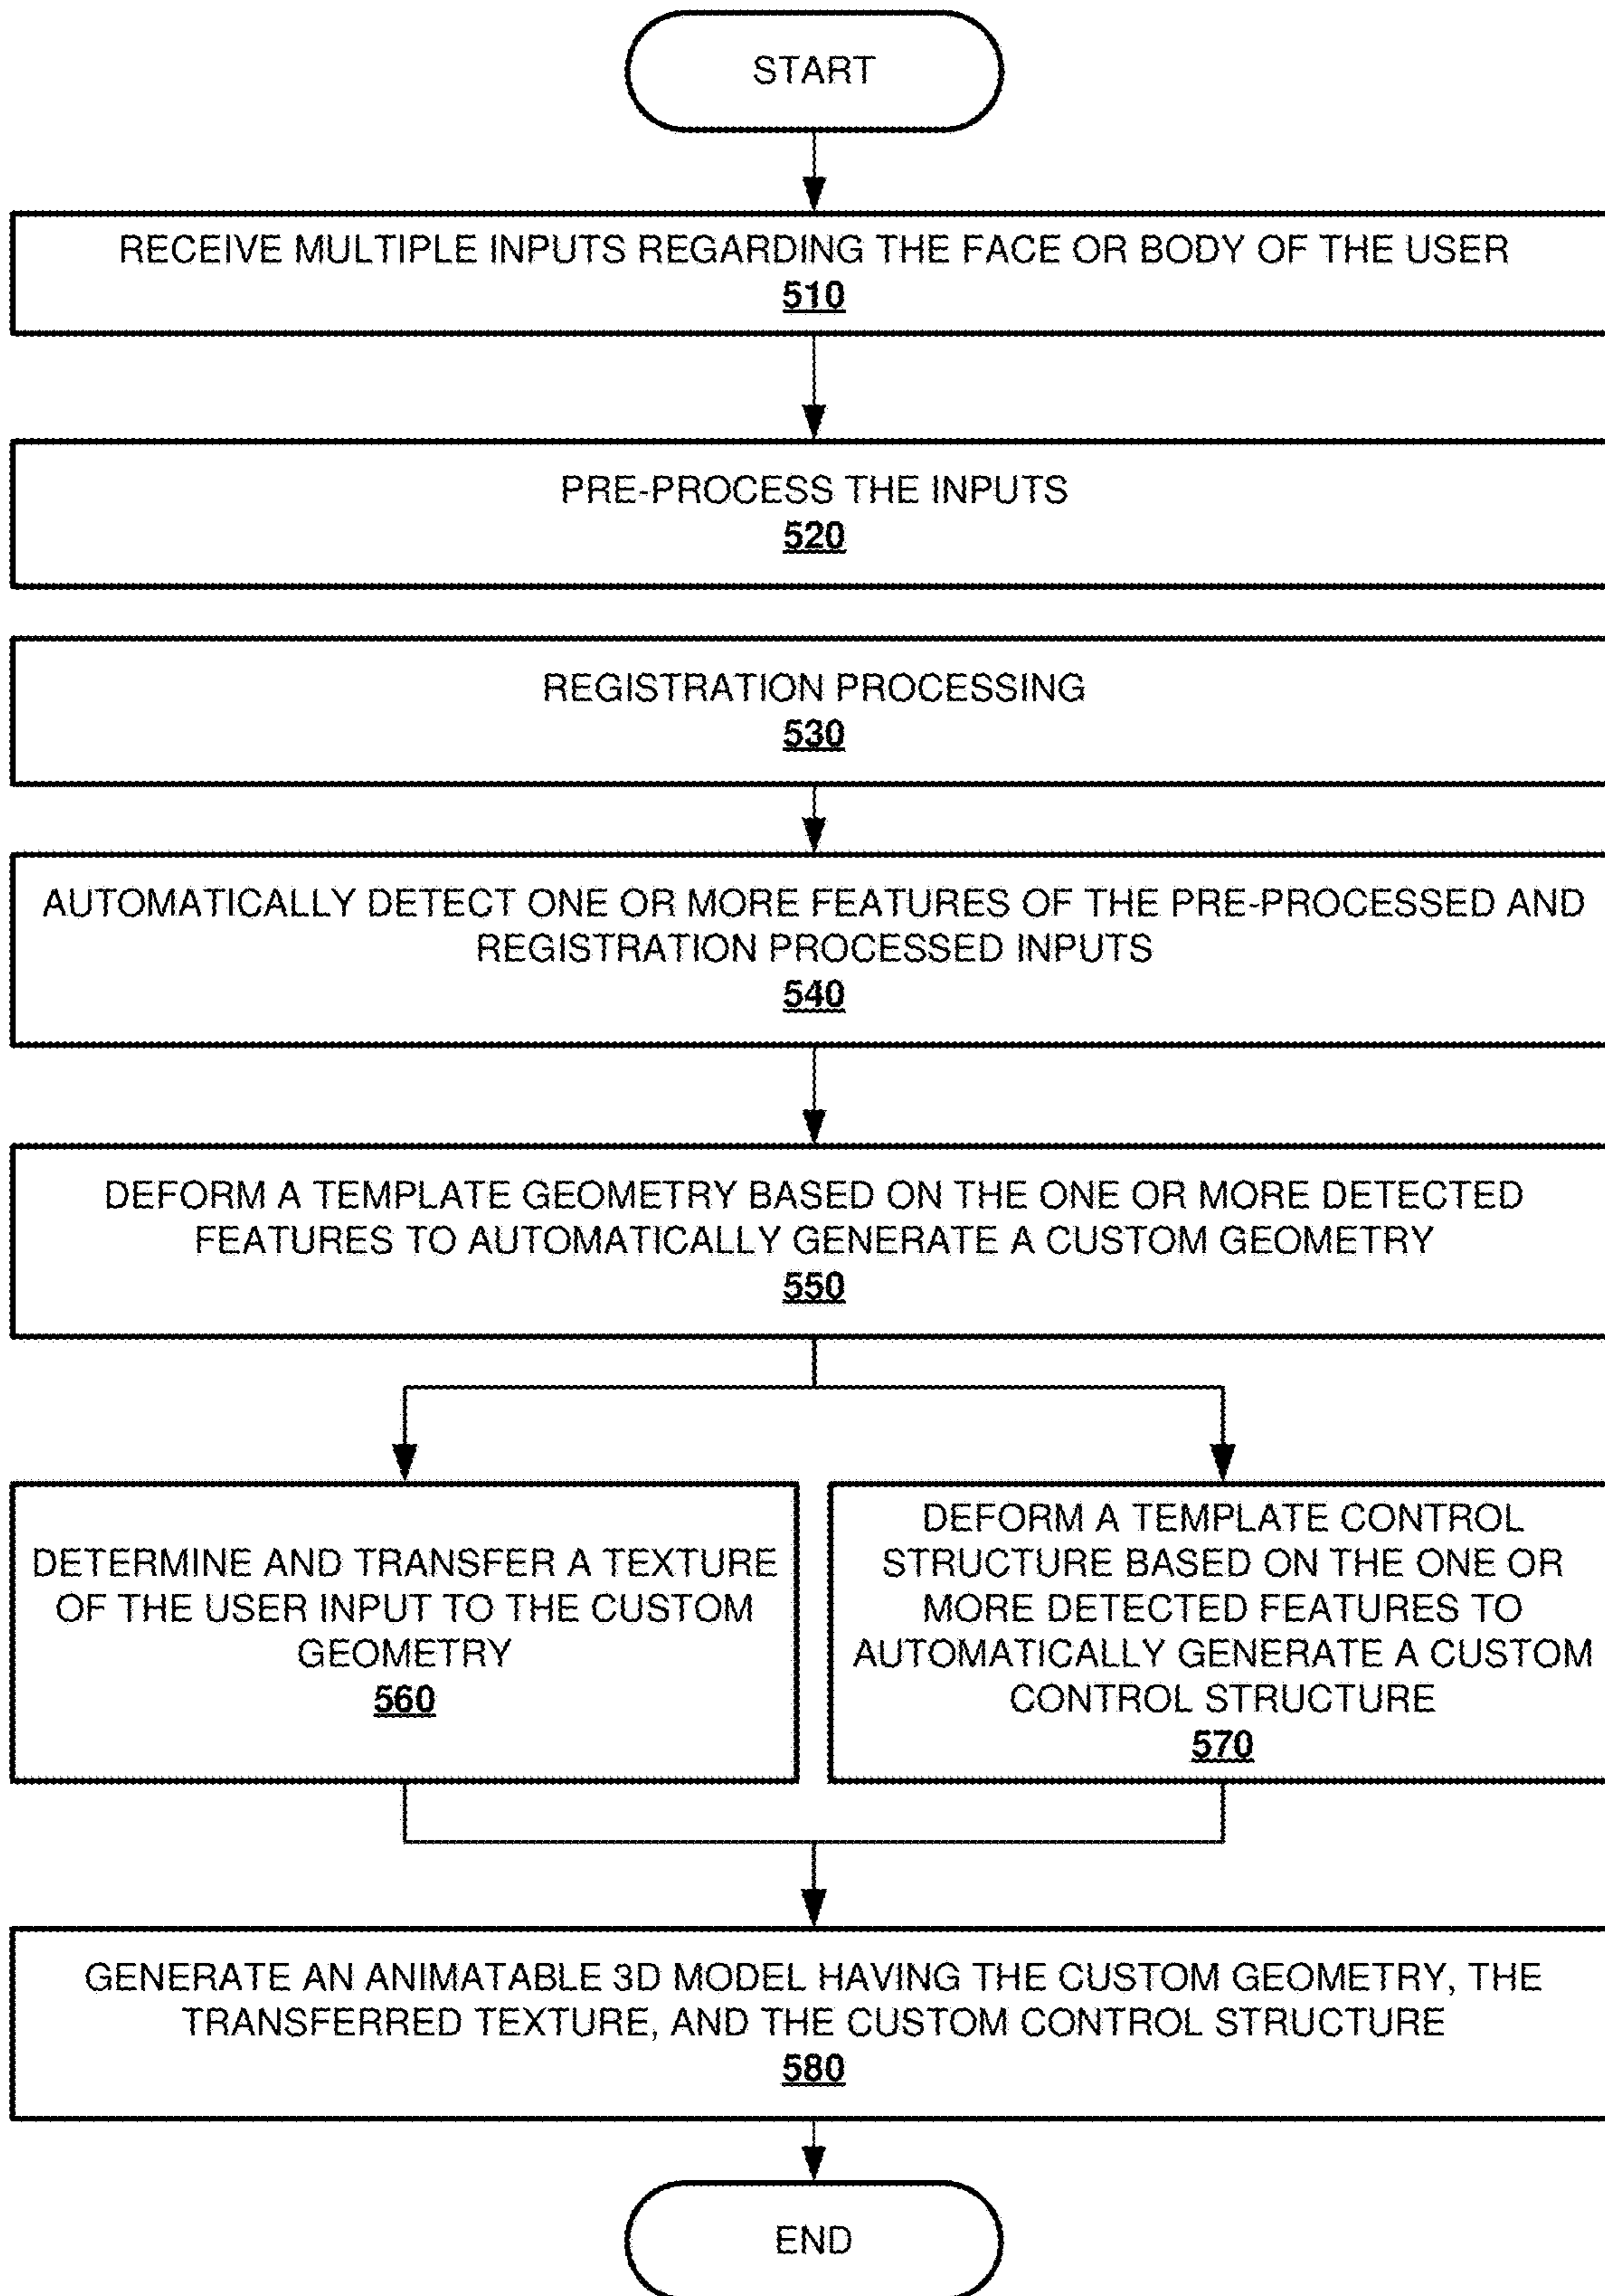 START
RECEIVE MULTIPLE INPUTS REGARDING THE FACE OR BODY OF THE USER
510
PRE-PROCESS THE INPUTS
520
REGISTRATION PROCESSING
530
AUTOMATICALLY DETECT ONE OR MORE FEATURES OF THE PRE-PROCESSED AND
REGISTRATION PROCESSED INPUTS
540
DEFORM A TEMPLATE GEOMETRY BASED ON THE ONE OR MORE DETECTED
FEATURES TO AUTOMATICALLY GENERATE A CUSTOM GEOMETRY
550
DETERMINE AND TRANSFER A TEXTURE
OF THE USER INPUT TO THE CUSTOM
GEOMETRY
560
DEFORM A TEMPLATE CONTROL
STRUCTURE BASED ON THE ONE OR
MORE DETECTED FEATURES TO
AUTOMATICALLY GENERATE A CUSTOM
CONTROL STRUCTURE
570
GENERATE AN ANIMATABLE 3D MODEL HAVING THE CUSTOM GEOMETRY, THE
TRANSFERRED TEXTURE, AND THE CUSTOM CONTROL STRUCTURE
580
END